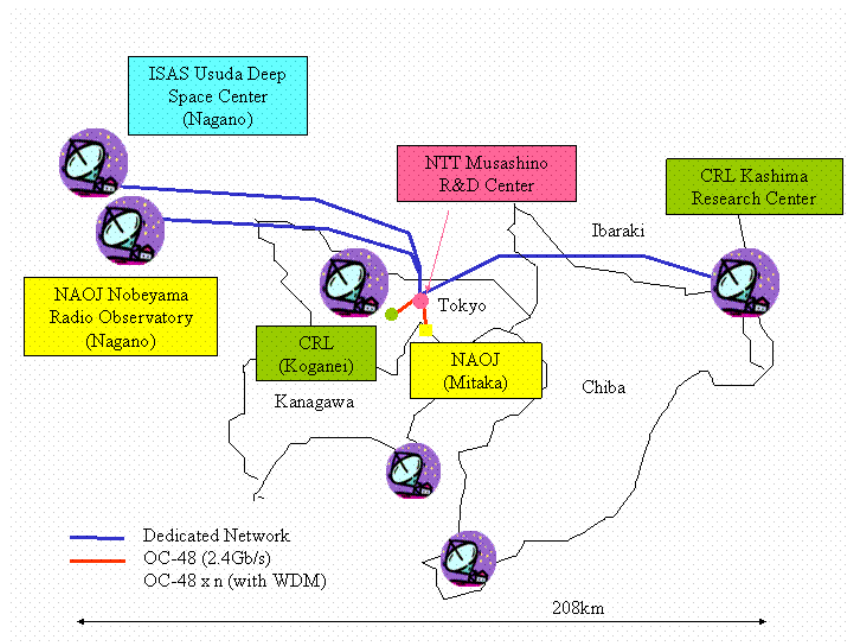 ISAS Usuda Deep
Space Center
(Nagano)
NTT Musashino
R&D Center
CRL Kashima
Research Center
Ibaraki
NAOJ Nobeyama
Radio Observatory
(Nagano)
Tokyo
CRL
(Koganei)
NAOJ
(Mitaka)
Kanagawa
Chiba
Dedicated Network
OC-48 (2.4Gb/s)
OC-48 x n (with WDM)
208km